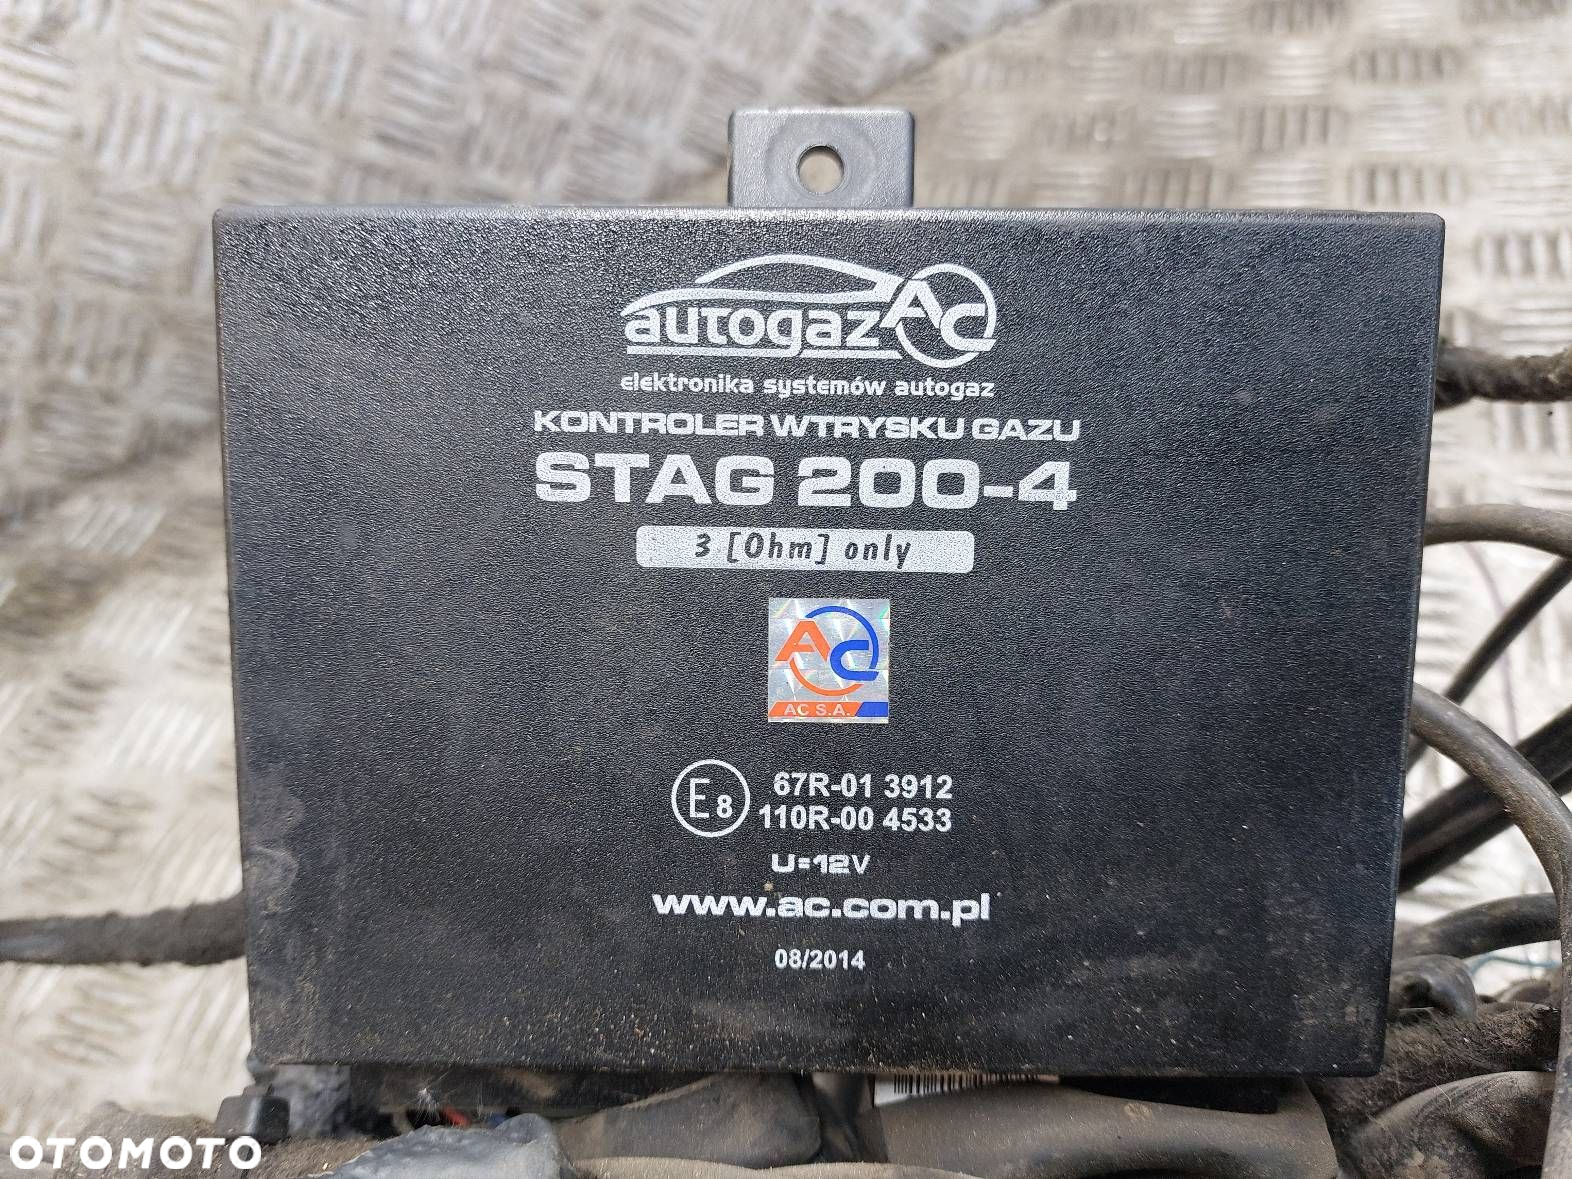 autogaz AC
elektronika systemów autogaz
KONTROLER WTRYSKU GAZU
STAG 200-4
3 [Ohm] only
AC
AC S.A.
E8 67R-01 3912
110R-00 4533
U=12V
www.ac.com.pl
08/2014
OTOMOTO